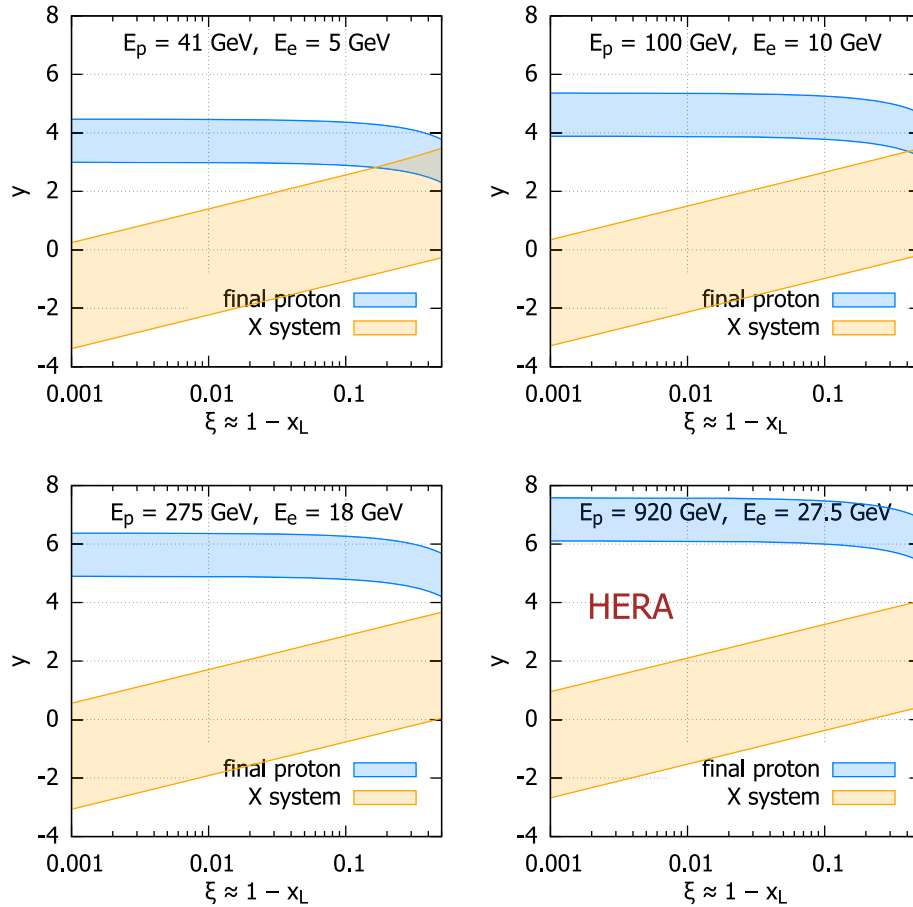 E_p = 41 GeV, E_e = 5 GeV
8
6
4
2
0
-2
-4
y
final proton
X system
0.001 0.01 0.1
ξ ≈ 1 − x_L
E_p = 100 GeV, E_e = 10 GeV
8
6
4
2
0
-2
-4
y
final proton
X system
0.001 0.01 0.1
ξ ≈ 1 − x_L
E_p = 275 GeV, E_e = 18 GeV
8
6
4
2
0
-2
-4
y
final proton
X system
0.001 0.01 0.1
ξ ≈ 1 − x_L
E_p = 920 GeV, E_e = 27.5 GeV
8
6
4
2
0
-2
-4
y
HERA
final proton
X system
0.001 0.01 0.1
ξ ≈ 1 − x_L